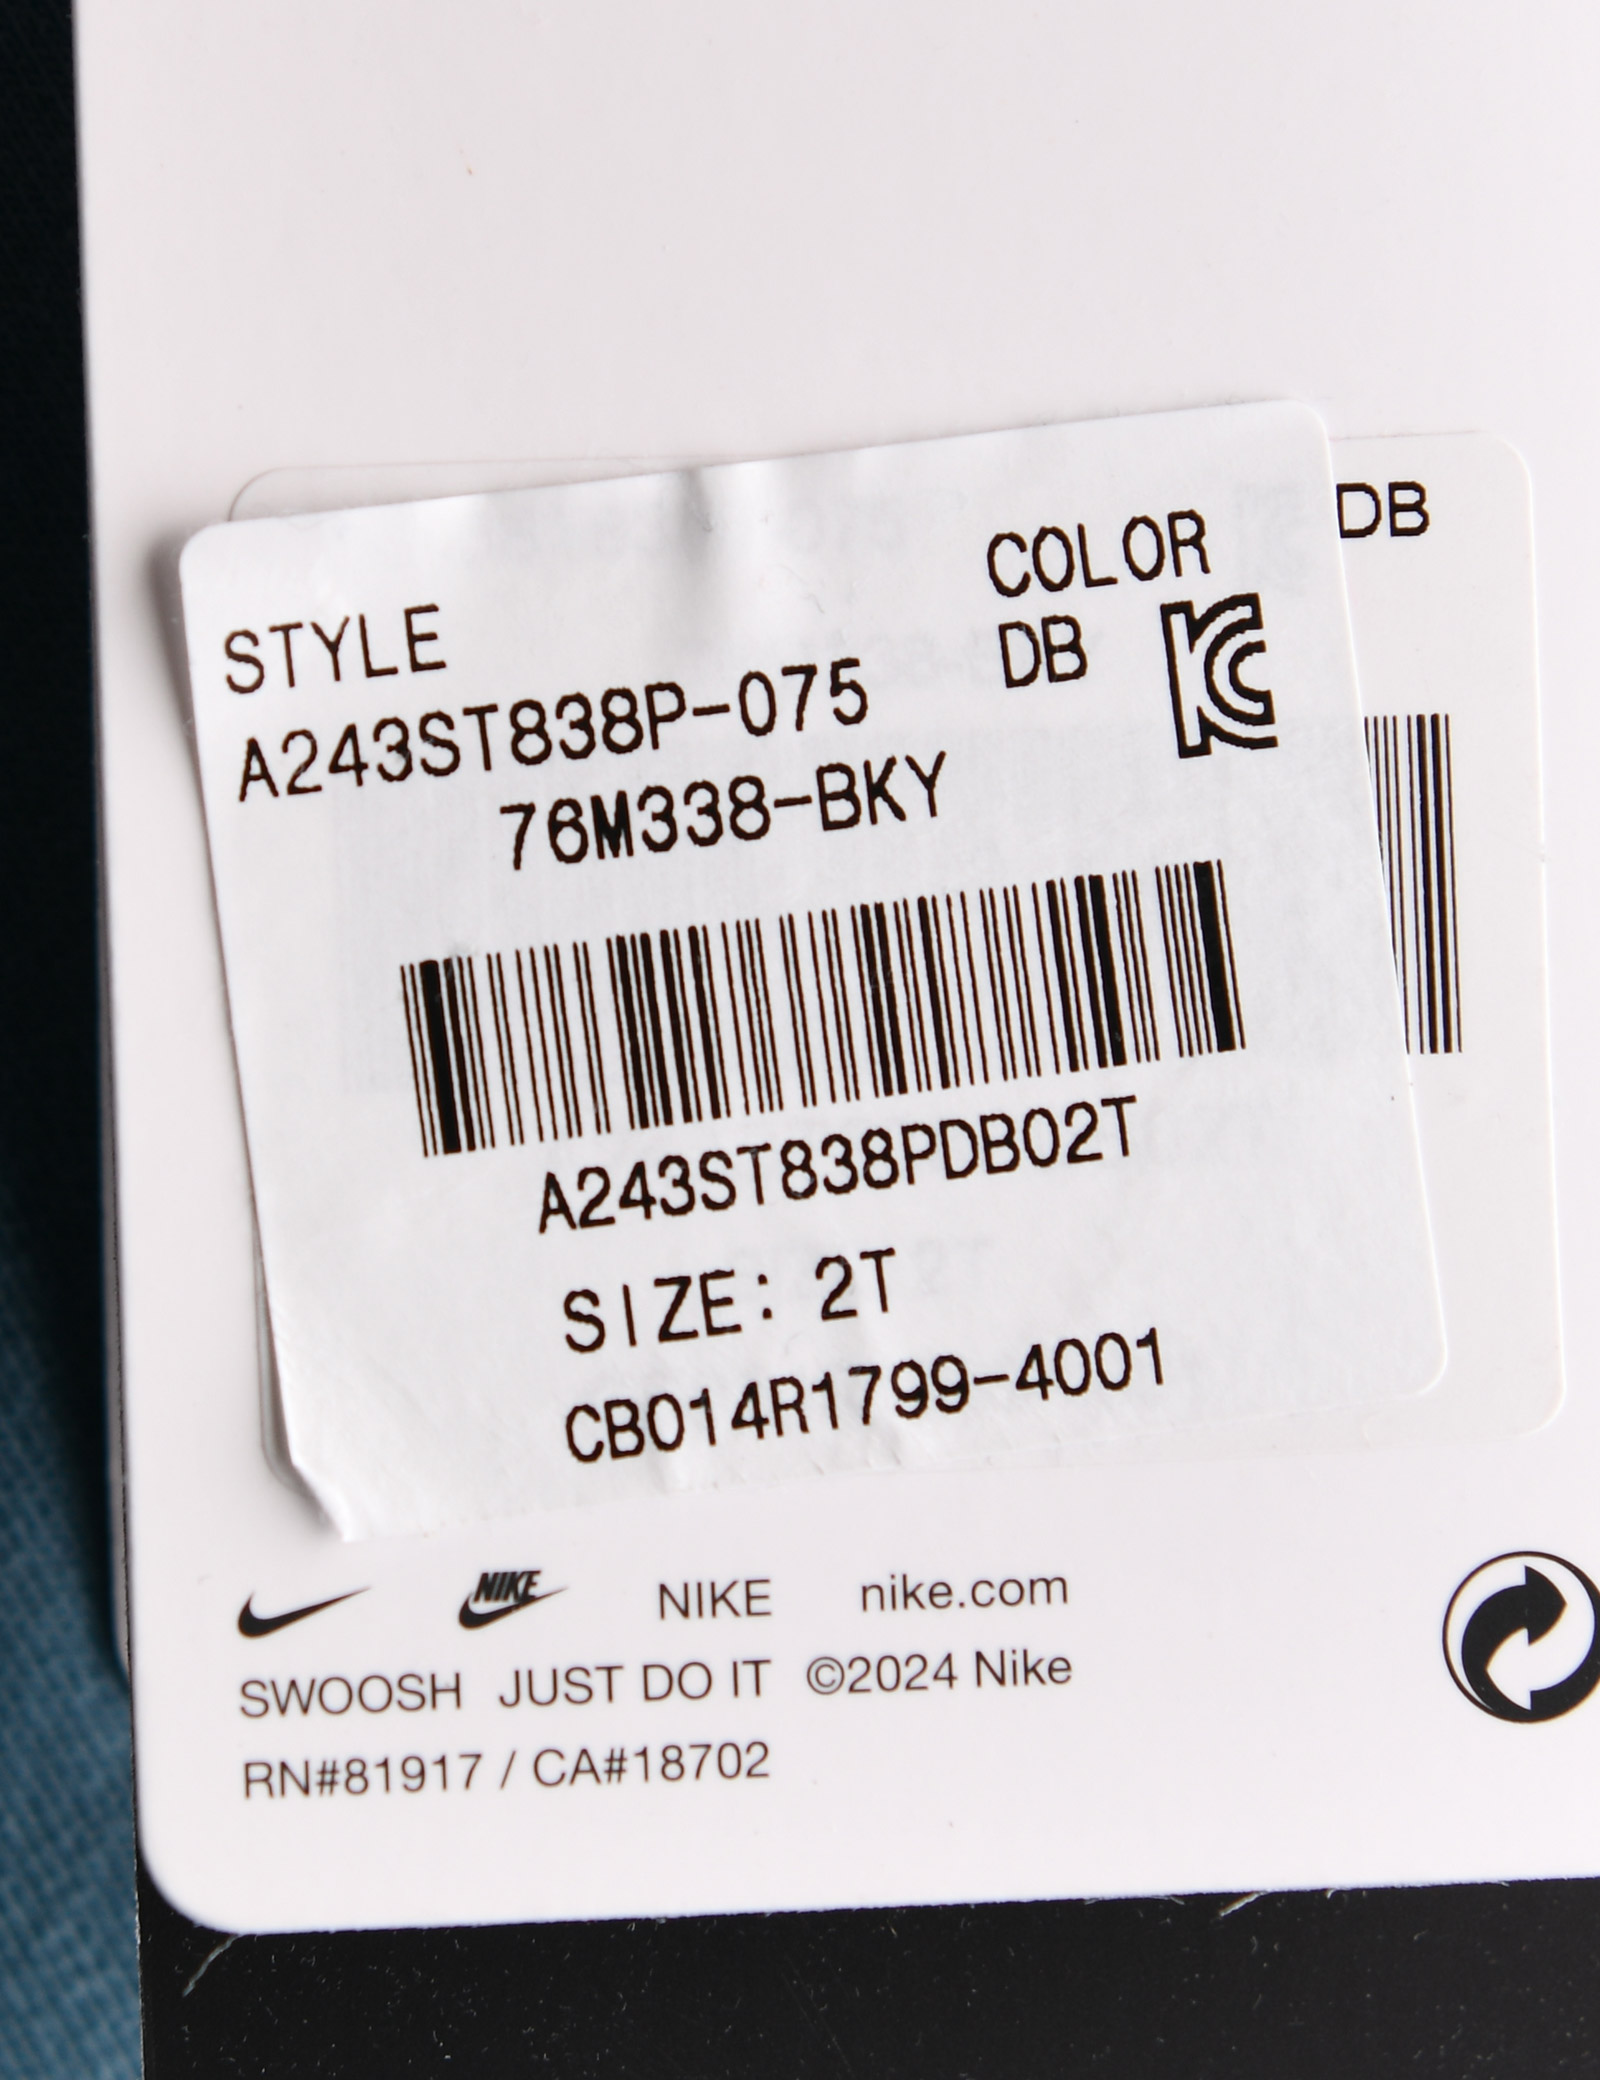 COLOR
DB
STYLE
DB
A243ST838P-075
76M338-BKY
A243ST838PDB02T
SIZE: 2T
CB014R1799-4001
NIKE NIKE nike.com
SWOOSH JUST DO IT ©2024 Nike
RN#81917 / CA#18702